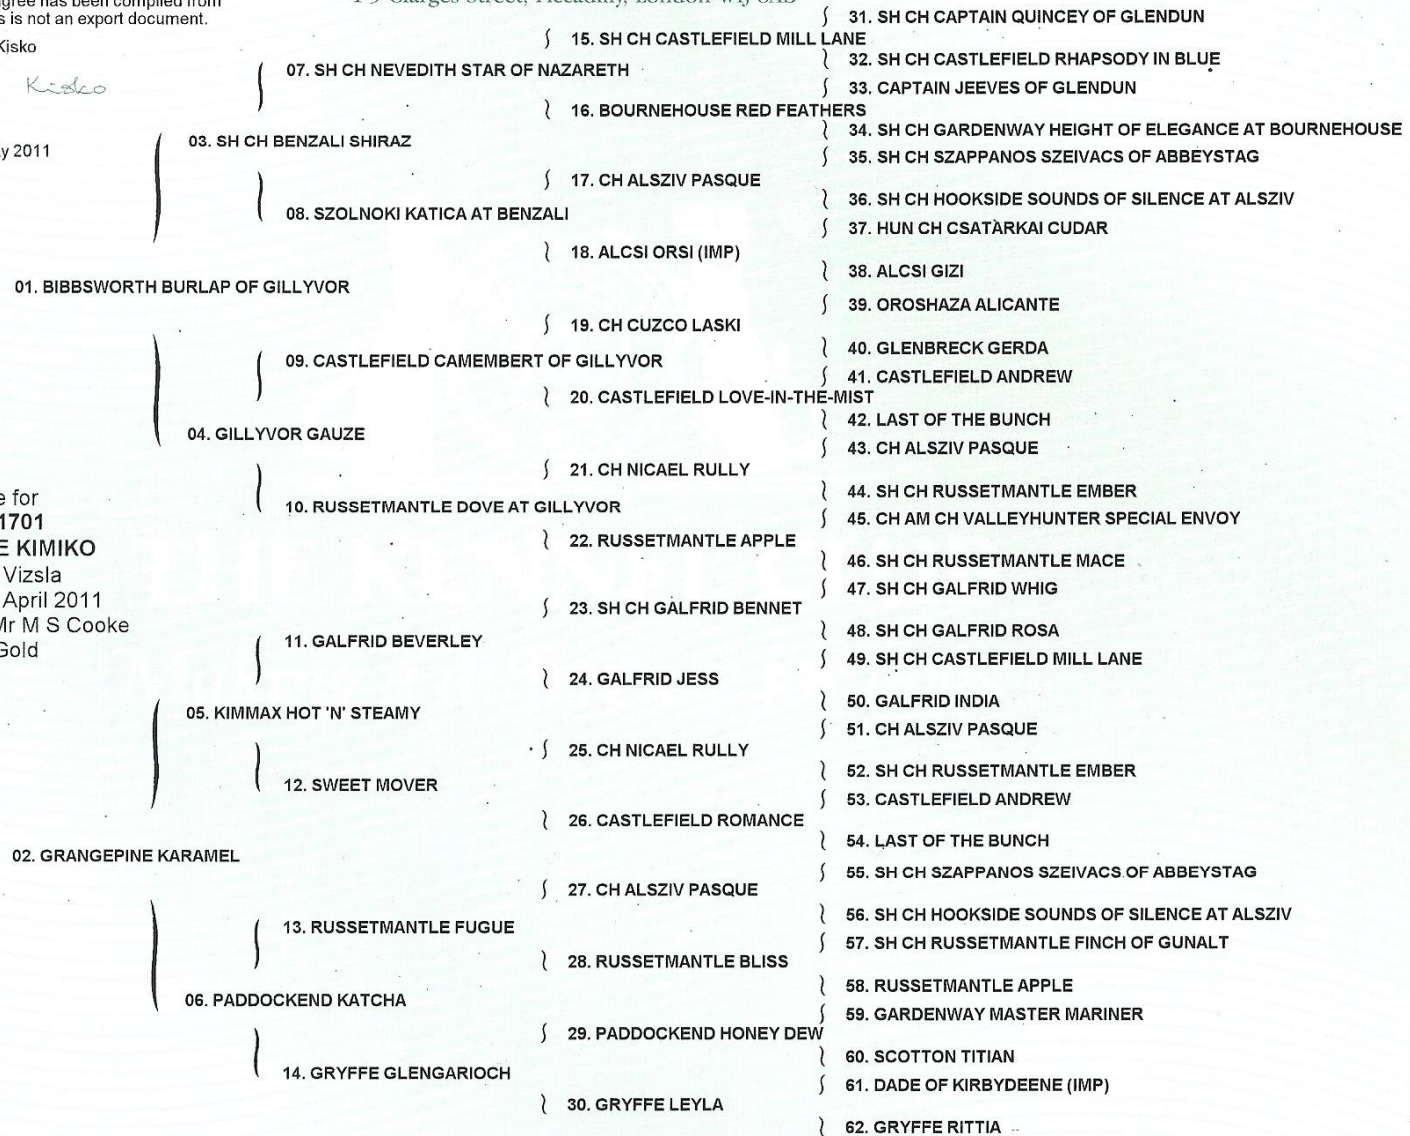 s is not an export document.
Kisko
Kisko
y 2011
e for
1701
E KIMIKO
Vizsla
April 2011
Mr M S Cooke
Gold
01. BIBBSWORTH BURLAP OF GILLYVOR
02. GRANGEPINE KARAMEL
03. SH CH BENZALI SHIRAZ
04. GILLYVOR GAUZE
05. KIMMAX HOT 'N' STEAMY
06. PADDOCKEND KATCHA
07. SH CH NEVEDITH STAR OF NAZARETH
08. SZOLNOKI KATICA AT BENZALI
09. CASTLEFIELD CAMEMBERT OF GILLYVOR
10. RUSSETMANTLE DOVE AT GILLYVOR
11. GALFRID BEVERLEY
12. SWEET MOVER
13. RUSSETMANTLE FUGUE
14. GRYFFE GLENGARIOCH
15. SH CH CASTLEFIELD MILL LANE
16. BOURNEHOUSE RED FEATHERS
17. CH ALSZIV PASQUE
18. ALCSI ORSI (IMP)
19. CH CUZCO LASKI
20. CASTLEFIELD LOVE-IN-THE-MIST
21. CH NICAEL RULLY
22. RUSSETMANTLE APPLE
23. SH CH GALFRID BENNET
24. GALFRID JESS
25. CH NICAEL RULLY
26. CASTLEFIELD ROMANCE
27. CH ALSZIV PASQUE
28. RUSSETMANTLE BLISS
29. PADDOCKEND HONEY DEW
30. GRYFFE LEYLA
31. SH CH CAPTAIN QUINCEY OF GLENDUN
32. SH CH CASTLEFIELD RHAPSODY IN BLUE
33. CAPTAIN JEEVES OF GLENDUN
34. SH CH GARDENWAY HEIGHT OF ELEGANCE AT BOURNEHOUSE
35. SH CH SZAPPANOS SZEIVACS OF ABBEYSTAG
36. SH CH HOOKSIDE SOUNDS OF SILENCE AT ALSZIV
37. HUN CH CSATARKAI CUDAR
38. ALCSI GIZI
39. OROSHAZA ALICANTE
40. GLENBRECK GERDA
41. CASTLEFIELD ANDREW
42. LAST OF THE BUNCH
43. CH ALSZIV PASQUE
44. SH CH RUSSETMANTLE EMBER
45. CH AM CH VALLEYHUNTER SPECIAL ENVOY
46. SH CH RUSSETMANTLE MACE
47. SH CH GALFRID WHIG
48. SH CH GALFRID ROSA
49. SH CH CASTLEFIELD MILL LANE
50. GALFRID INDIA
51. CH ALSZIV PASQUE
52. SH CH RUSSETMANTLE EMBER
53. CASTLEFIELD ANDREW
54. LAST OF THE BUNCH
55. SH CH SZAPPANOS SZEIVACS OF ABBEYSTAG
56. SH CH HOOKSIDE SOUNDS OF SILENCE AT ALSZIV
57. SH CH RUSSETMANTLE FINCH OF GUNALT
58. RUSSETMANTLE APPLE
59. GARDENWAY MASTER MARINER
60. SCOTTON TITIAN
61. DADE OF KIRBYDEENE (IMP)
62. GRYFFE RITTIA